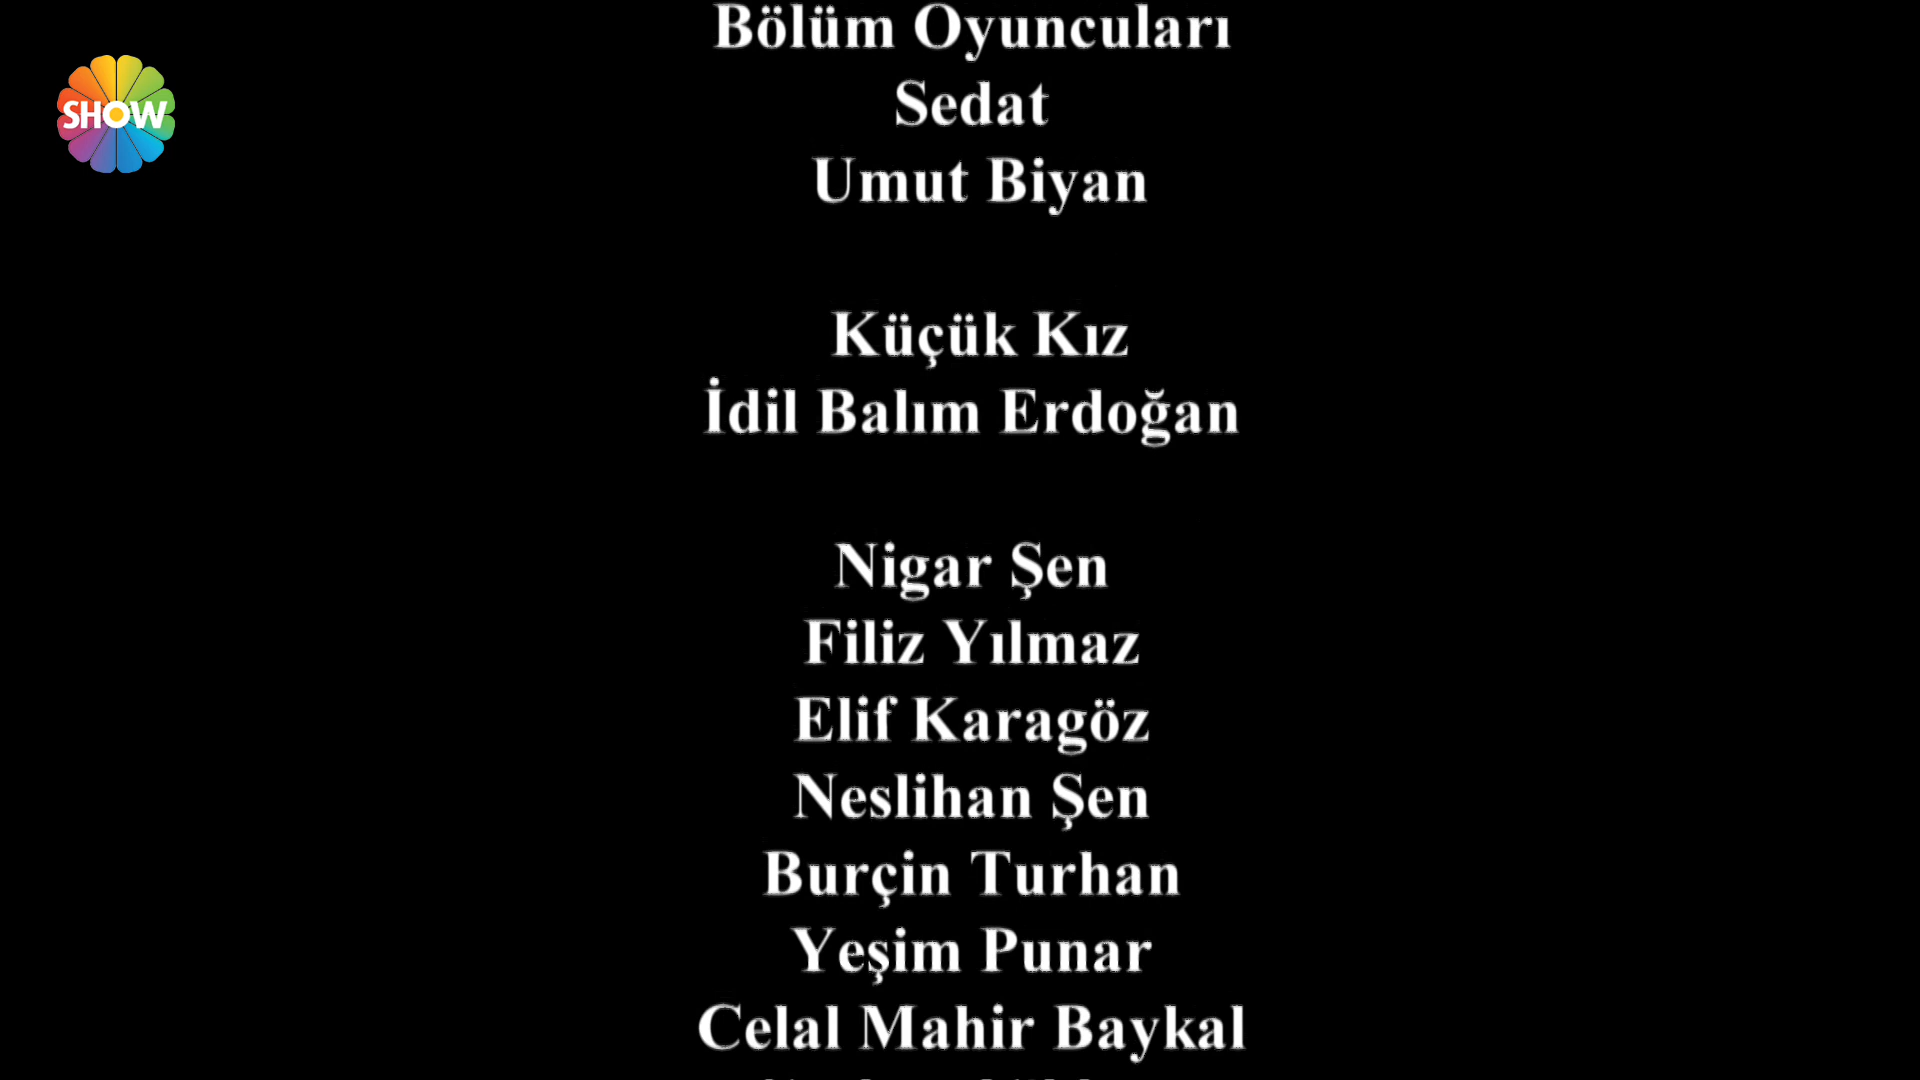 Bölüm Oyuncuları
SHOW
Sedat
Umut Biyan
Küçük Kız
İdil Balım Erdoğan
Nigar Şen
Filiz Yılmaz
Elif Karagöz
Neslihan Şen
Burçin Turhan
Yeşim Punar
Celal Mahir Baykal